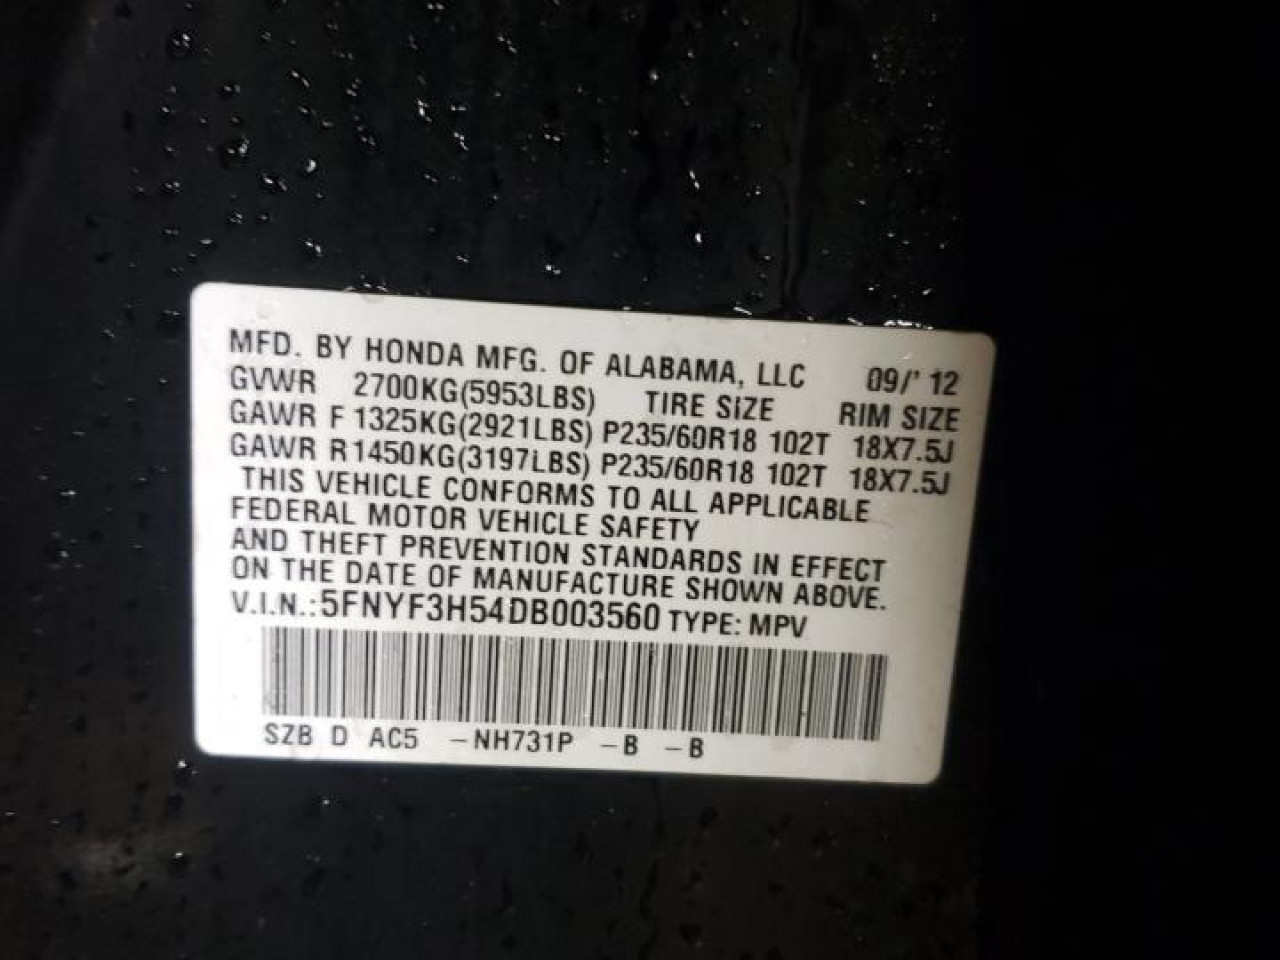 MFD. BY HONDA MFG. OF ALABAMA, LLC 09/' 12
GVWR 2700KG(5953LBS) TIRE SIZE RIM SIZE
GAWR F 1325KG(2921LBS) P235/60R18 102T 18X7.5J
GAWR R 1450KG(3197LBS) P235/60R18 102T 18X7.5J
THIS VEHICLE CONFORMS TO ALL APPLICABLE
FEDERAL MOTOR VEHICLE SAFETY
AND THEFT PREVENTION STANDARDS IN EFFECT
ON THE DATE OF MANUFACTURE SHOWN ABOVE.
V.I.N.: 5FNYF3H54DB003560 TYPE: MPV
SZB D AC5 –NH731P –B –B